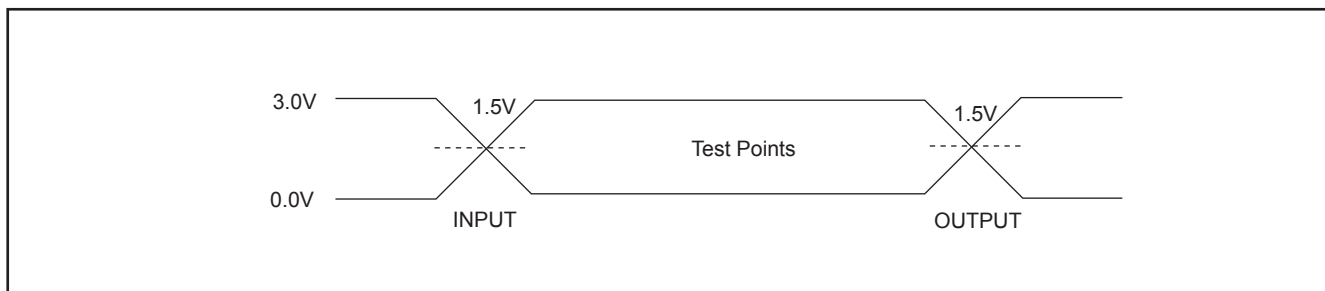 3.0V
1.5V
1.5V
Test Points
0.0V
INPUT
OUTPUT